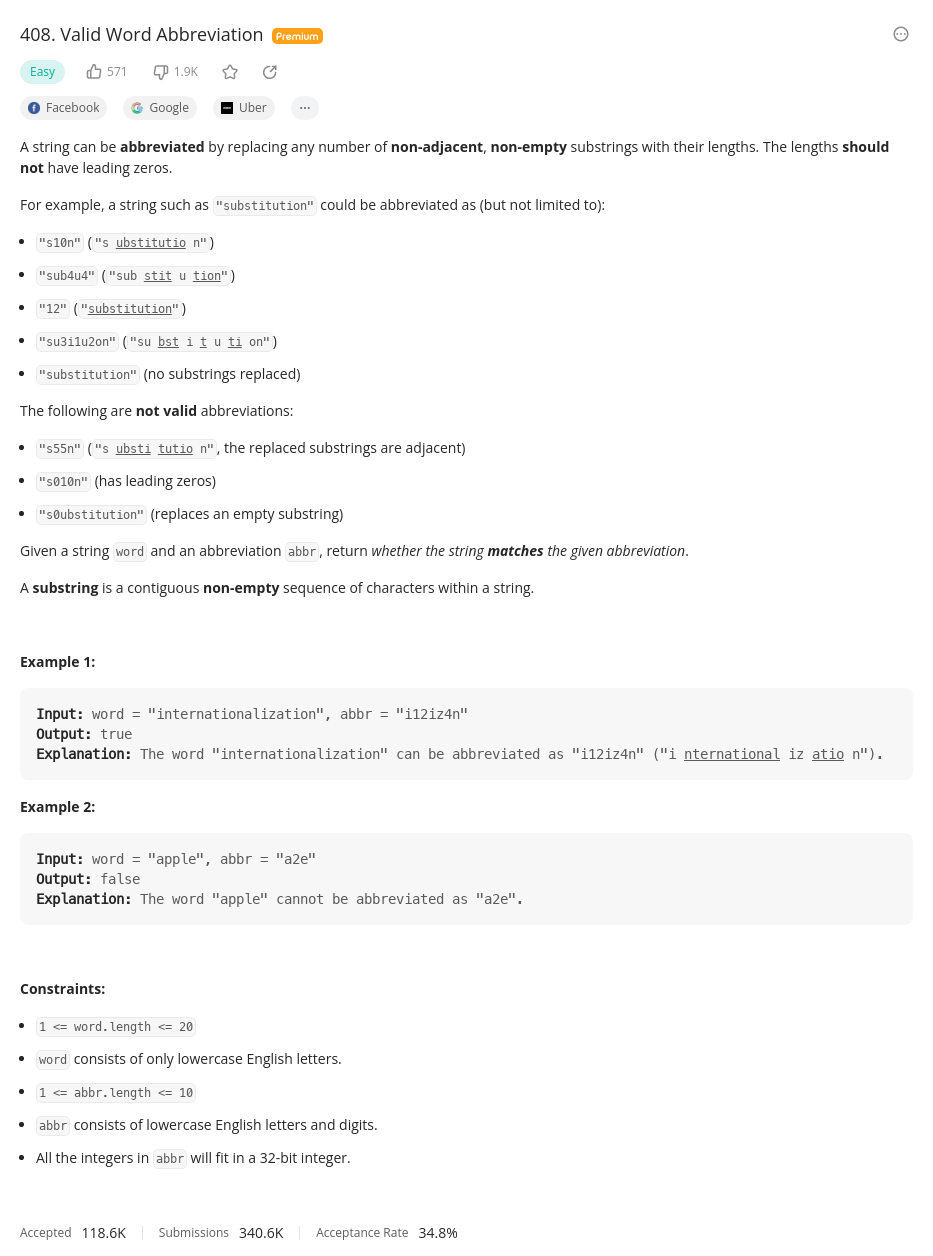 408. Valid Word Abbreviation Premium
Easy 571 1.9K
Facebook Google Uber ...
A string can be abbreviated by replacing any number of non-adjacent, non-empty substrings with their lengths. The lengths should
not have leading zeros.
For example, a string such as "substitution" could be abbreviated as (but not limited to):
• "s10n" ("s ubstitutio n")
• "sub4u4" ("sub stit u tion")
• "12" ("substitution")
• "su3i1u2on" ("su bst i t u ti on")
• "substitution" (no substrings replaced)
The following are not valid abbreviations:
• "s55n" ("s ubsti tutio n", the replaced substrings are adjacent)
• "s010n" (has leading zeros)
• "s0ubstitution" (replaces an empty substring)
Given a string word and an abbreviation abbr, return whether the string matches the given abbreviation.
A substring is a contiguous non-empty sequence of characters within a string.
Example 1:
Input: word = "internationalization", abbr = "i12iz4n"
Output: true
Explanation: The word "internationalization" can be abbreviated as "i12iz4n" ("i nternational iz atio n").
Example 2:
Input: word = "apple", abbr = "a2e"
Output: false
Explanation: The word "apple" cannot be abbreviated as "a2e".
Constraints:
• 1 <= word.length <= 20
• word consists of only lowercase English letters.
• 1 <= abbr.length <= 10
• abbr consists of lowercase English letters and digits.
• All the integers in abbr will fit in a 32-bit integer.
Accepted 118.6K Submissions 340.6K Acceptance Rate 34.8%